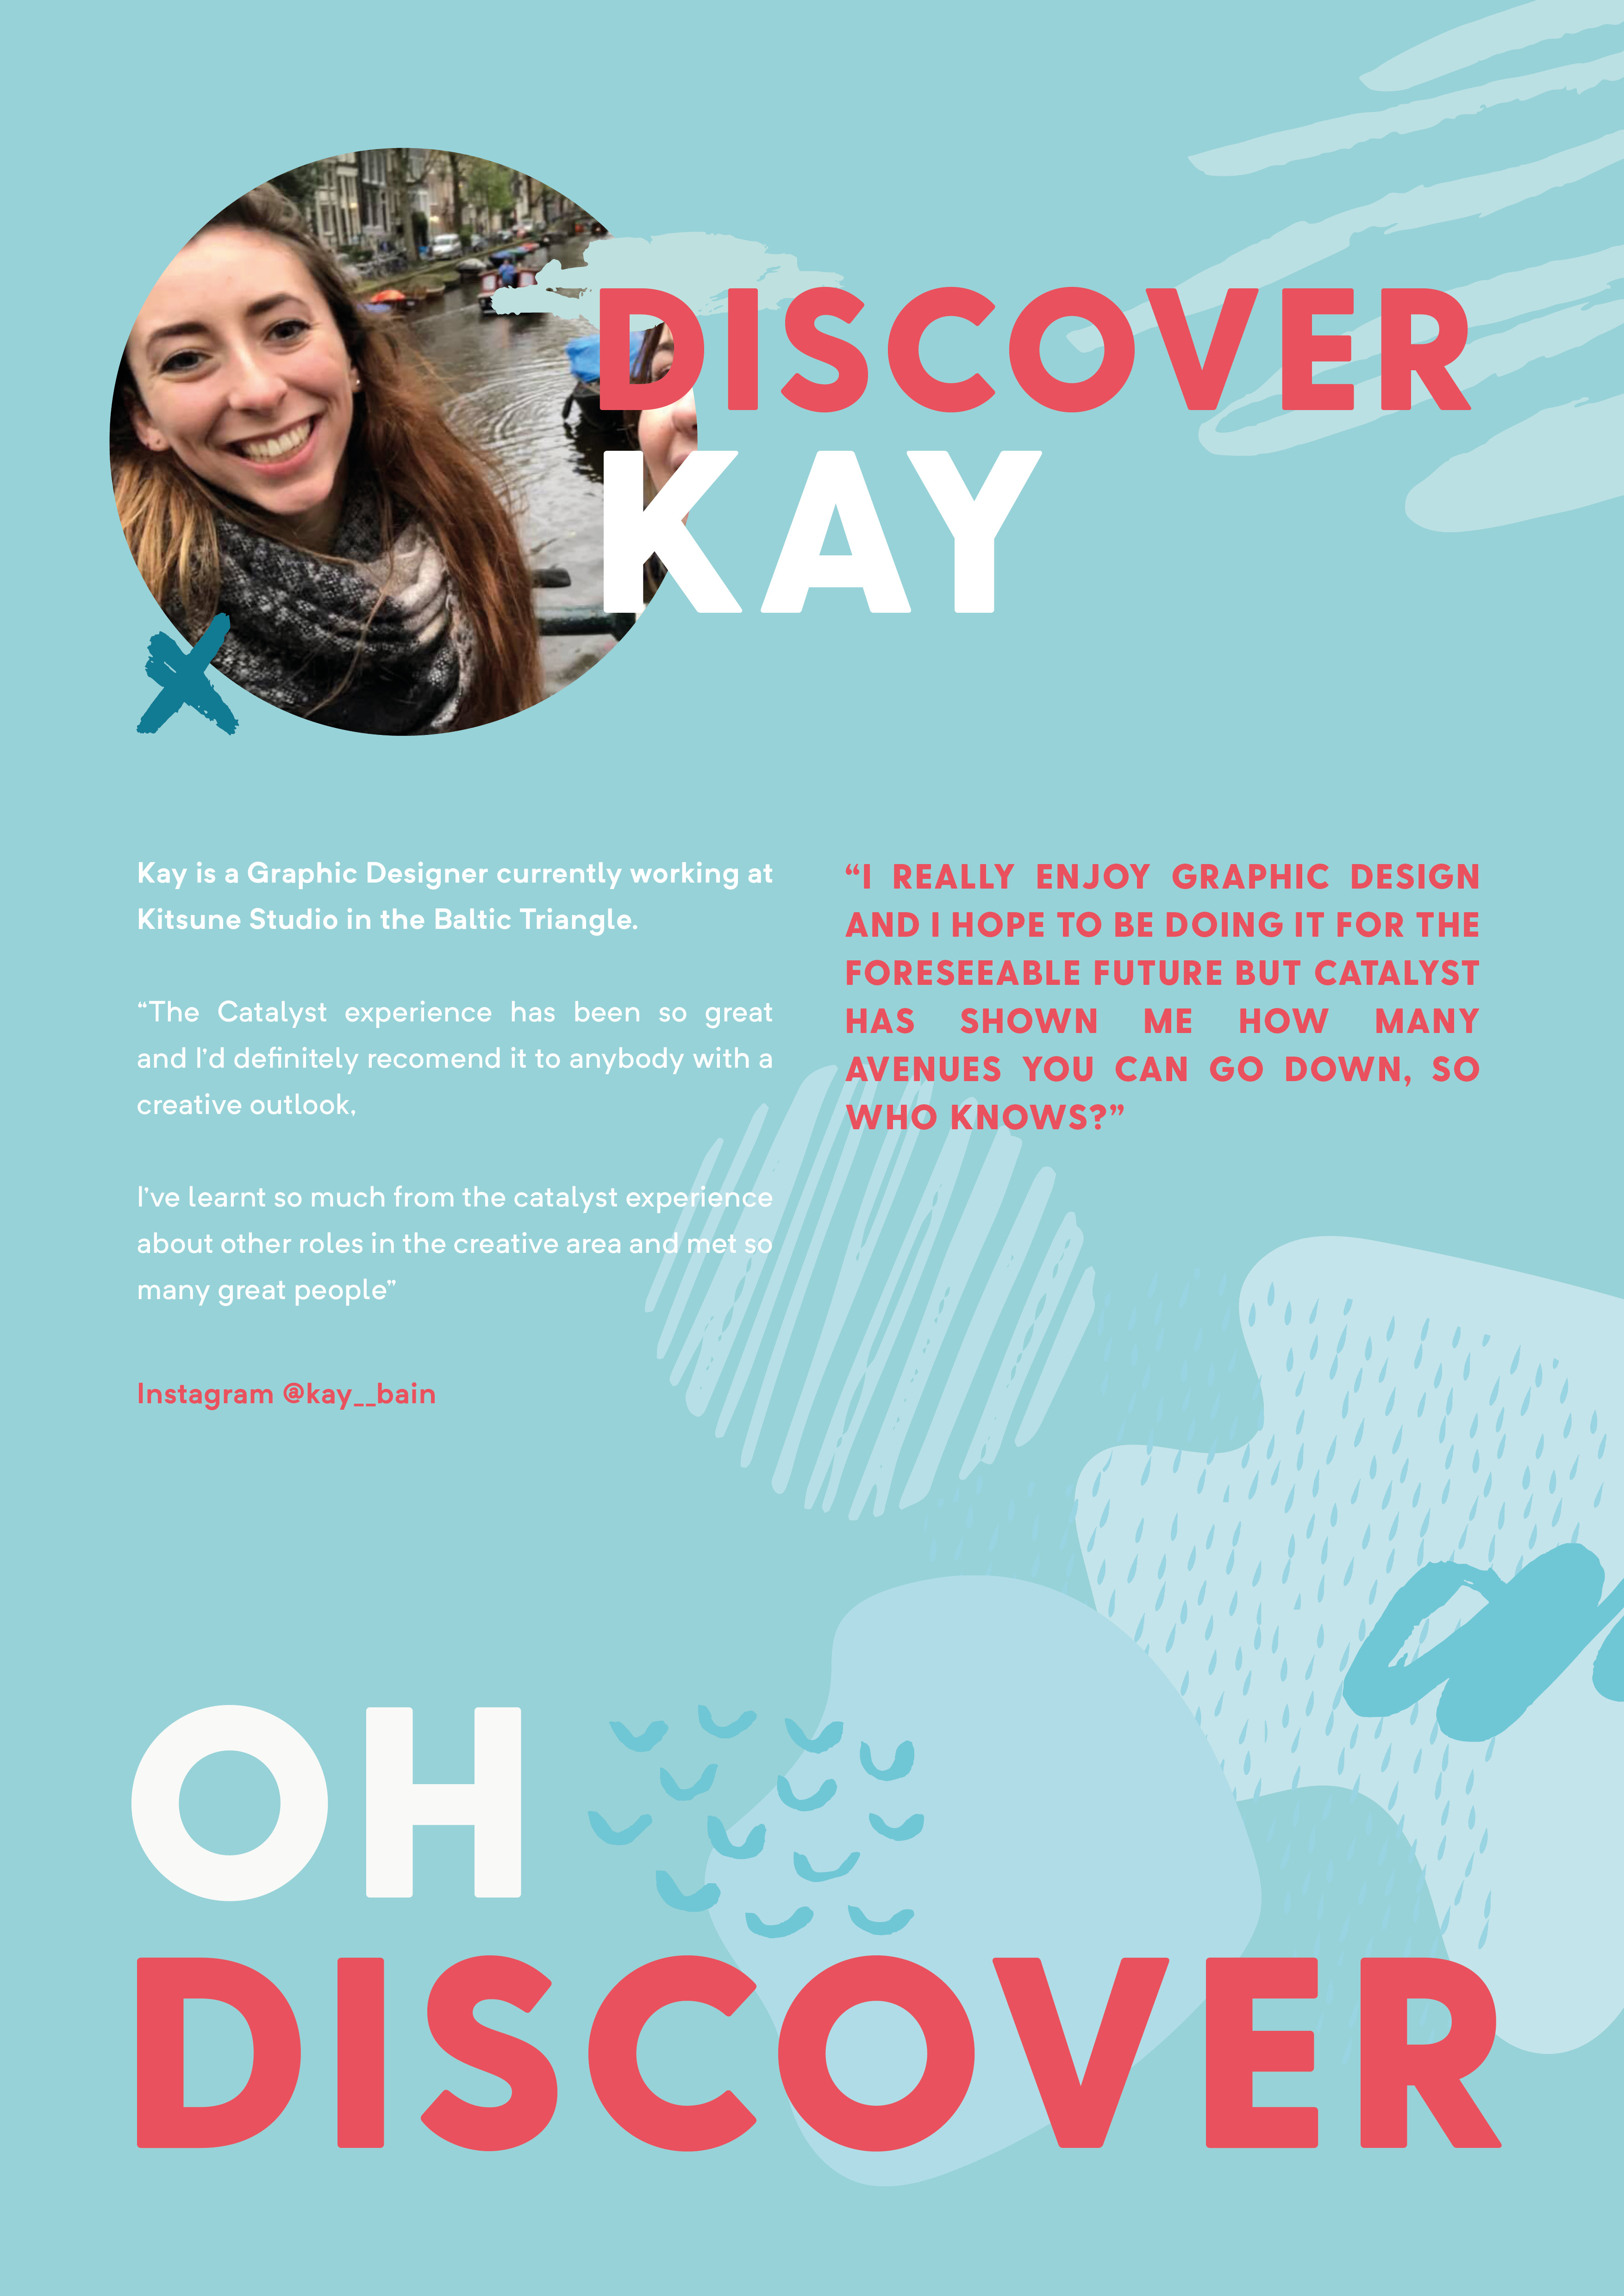 DISCOVER
KAY
Kay is a Graphic Designer currently working at
Kitsune Studio in the Baltic Triangle.
“The Catalyst experience has been so great
and I’d definitely recomend it to anybody with a
creative outlook,
I’ve learnt so much from the catalyst experience
about other roles in the creative area and met so
many great people”
Instagram @kay__bain
“I REALLY ENJOY GRAPHIC DESIGN
AND I HOPE TO BE DOING IT FOR THE
FORESEEABLE FUTURE BUT CATALYST
HAS SHOWN ME HOW MANY
AVENUES YOU CAN GO DOWN, SO
WHO KNOWS?”
OH
DISCOVER